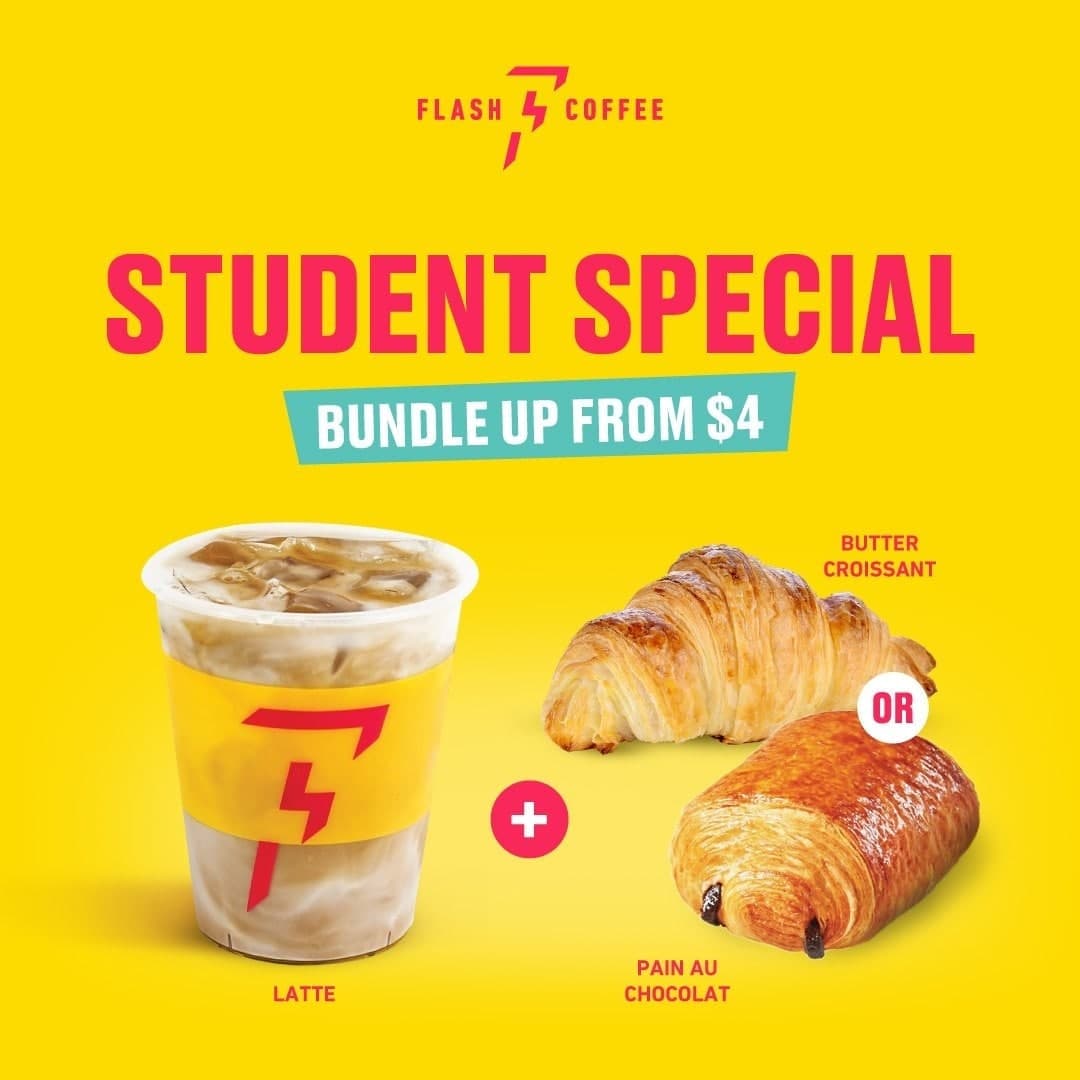 FLASH COFFEE
STUDENT SPECIAL
BUNDLE UP FROM $4
BUTTER
CROISSANT
OR
+
PAIN AU
CHOCOLAT
LATTE